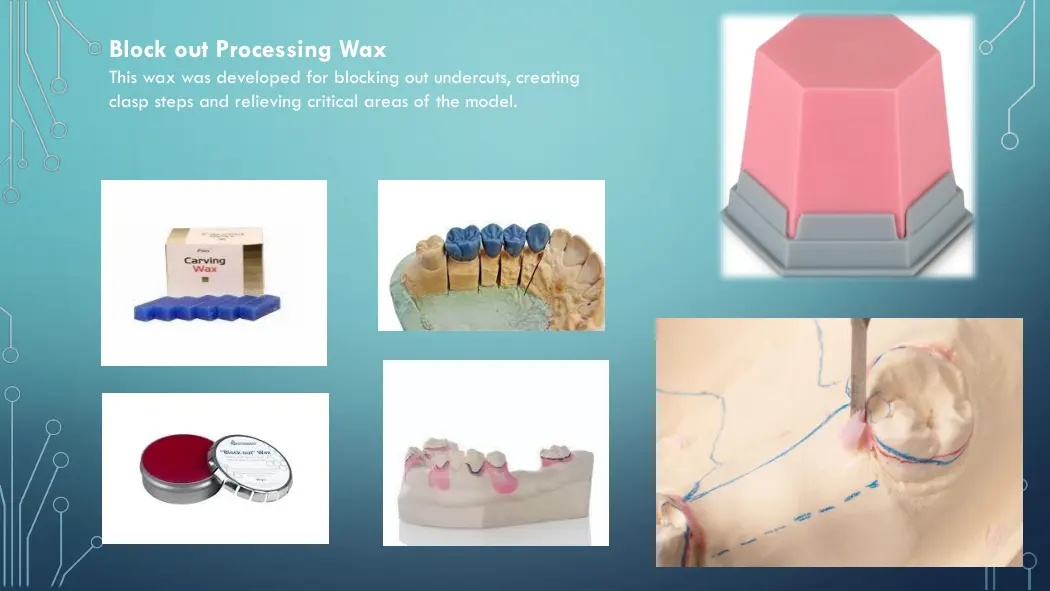 Block out Processing Wax
This wax was developed for blocking out undercuts, creating
clasp steps and relieving critical areas of the model.
Carving
Wax
"Block out" Wax